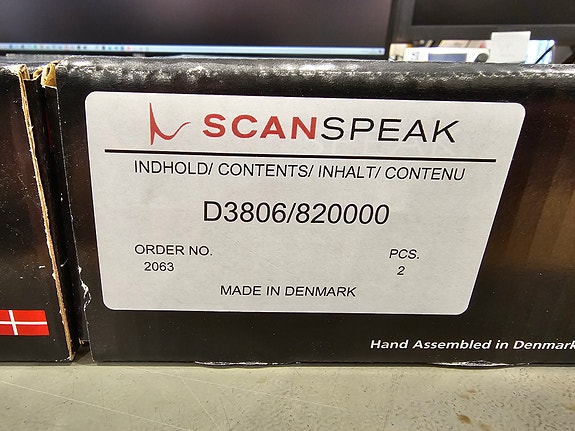 SCANSPEAK
INDHOLD/ CONTENTS/ INHALT/ CONTENU
D3806/820000
ORDER NO.
2063
PCS.
2
MADE IN DENMARK
Hand Assembled in Denmark